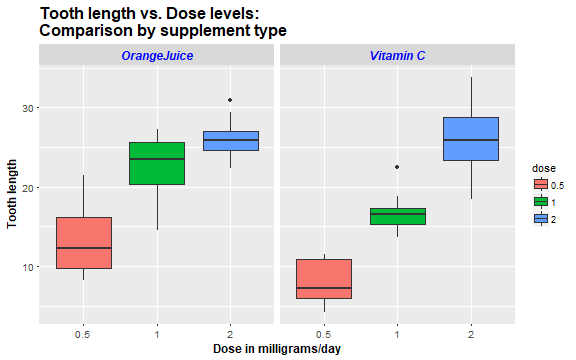 Tooth length vs. Dose levels:
Comparison by supplement type
OrangeJuice
Vitamin C
Tooth length
30
20
10
0.5
1
2
0.5
1
2
Dose in milligrams/day
dose
0.5
1
2